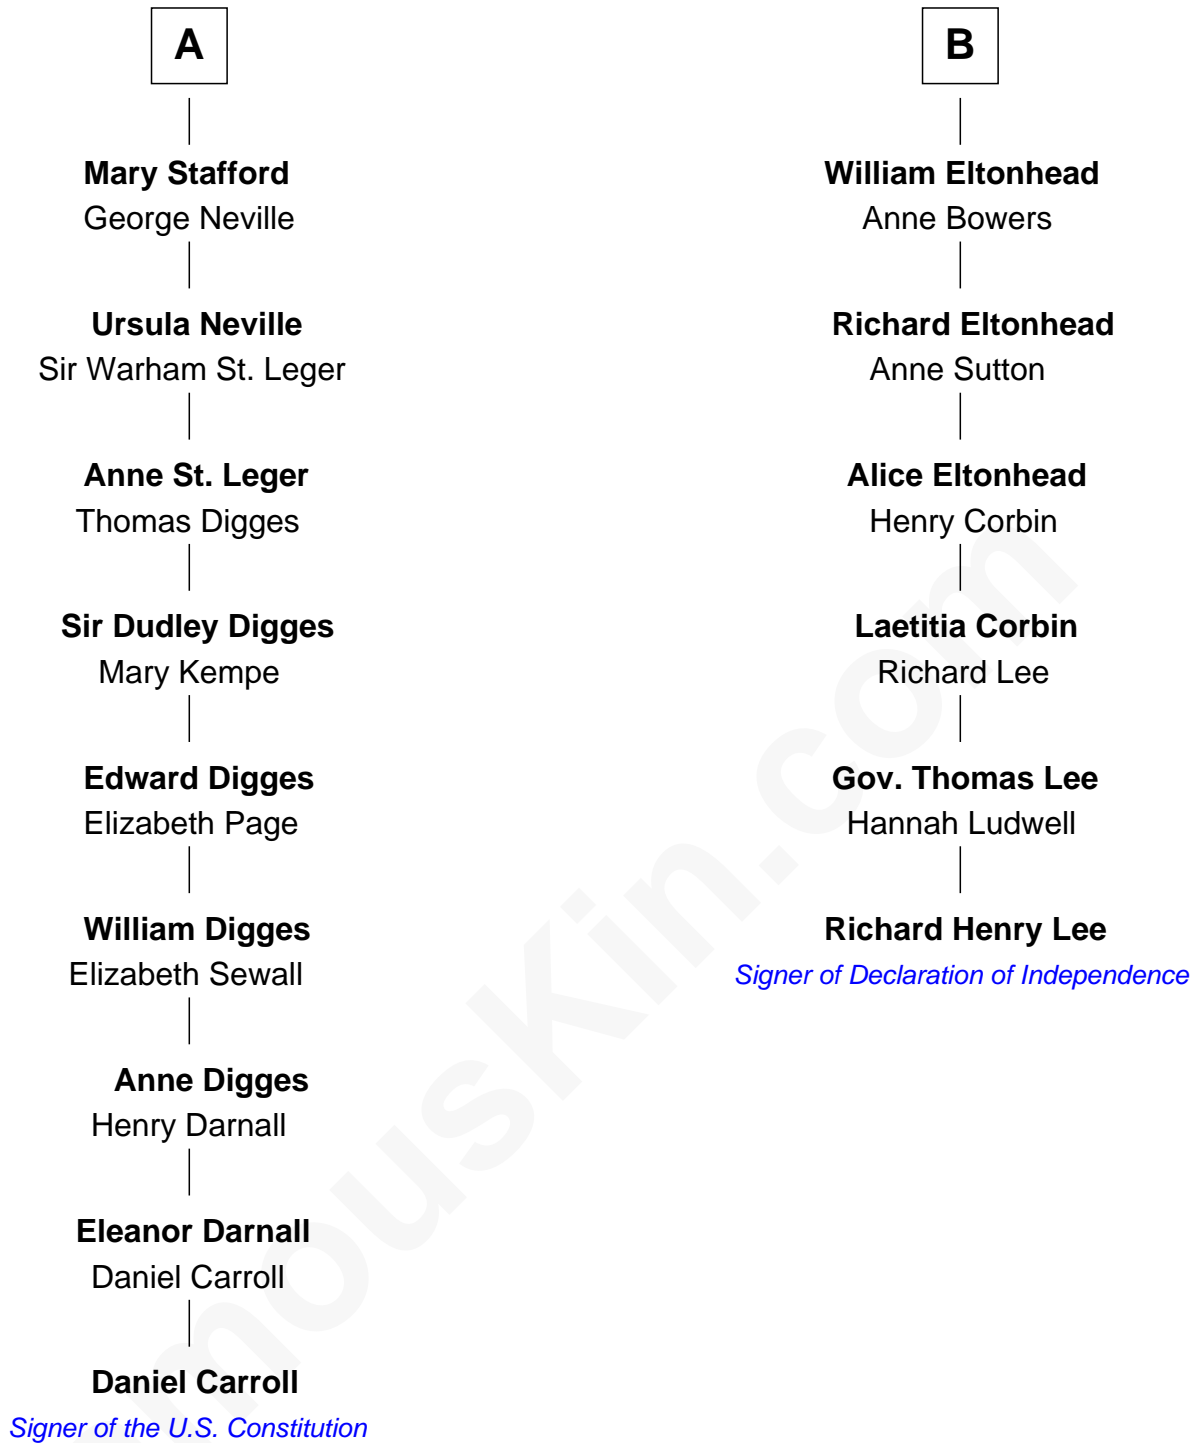 A
Mary Stafford
George Neville
Ursula Neville
Sir Warham St. Leger
Anne St. Leger
Thomas Digges
Sir Dudley Digges
Mary Kempe
Edward Digges
Elizabeth Page
William Digges
Elizabeth Sewall
Anne Digges
Henry Darnall
Eleanor Darnall
Daniel Carroll
Daniel Carroll
Signer of the U.S. Constitution
B
William Eltonhead
Anne Bowers
Richard Eltonhead
Anne Sutton
Alice Eltonhead
Henry Corbin
Laetitia Corbin
Richard Lee
Gov. Thomas Lee
Hannah Ludwell
Richard Henry Lee
Signer of Declaration of Independence
mousKin.com